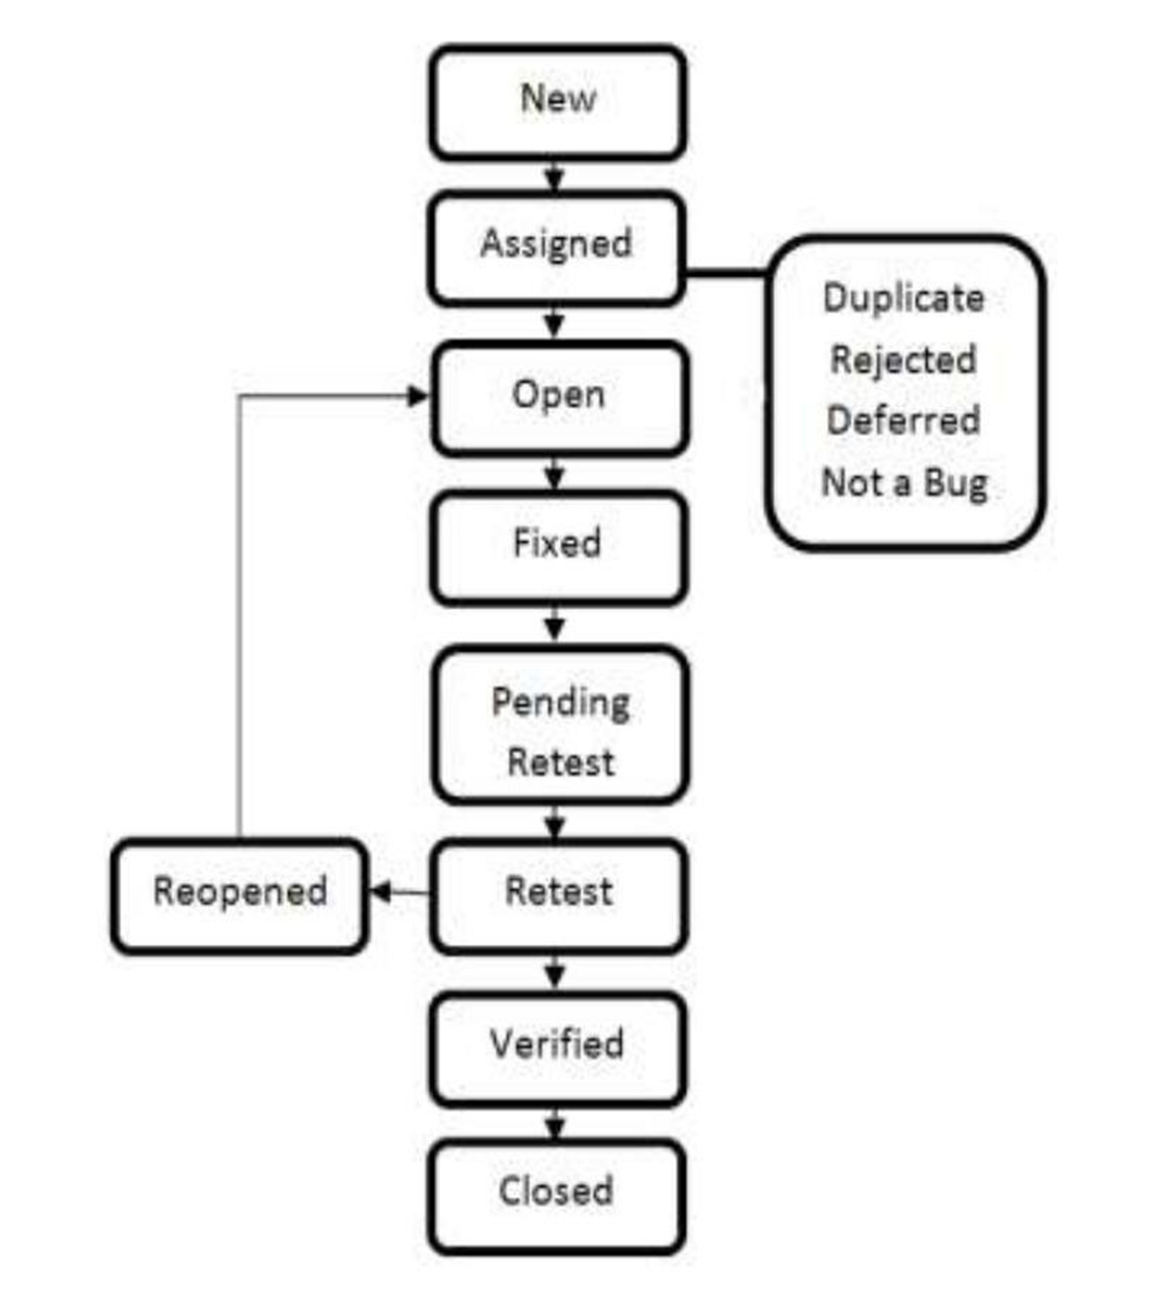 New
Assigned
Duplicate
Rejected
Deferred
Not a Bug
Open
Fixed
Pending
Retest
Reopened
Retest
Verified
Closed